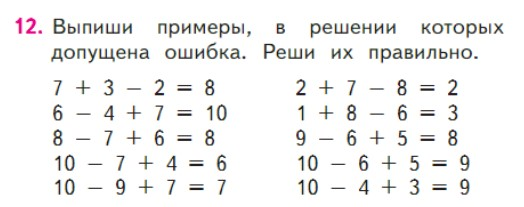 12. Выпиши примеры, в решении которых
допущена ошибка. Реши их правильно.
7 + 3 − 2 = 8
6 − 4 + 7 = 10
8 − 7 + 6 = 8
10 − 7 + 4 = 6
10 − 9 + 7 = 7
2 + 7 − 8 = 2
1 + 8 − 6 = 3
9 − 6 + 5 = 8
10 − 6 + 5 = 9
10 − 4 + 3 = 9